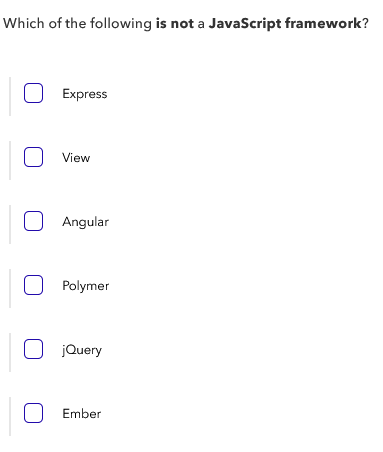 Which of the following is not a JavaScript framework?
Express
View
Angular
Polymer
jQuery
Ember